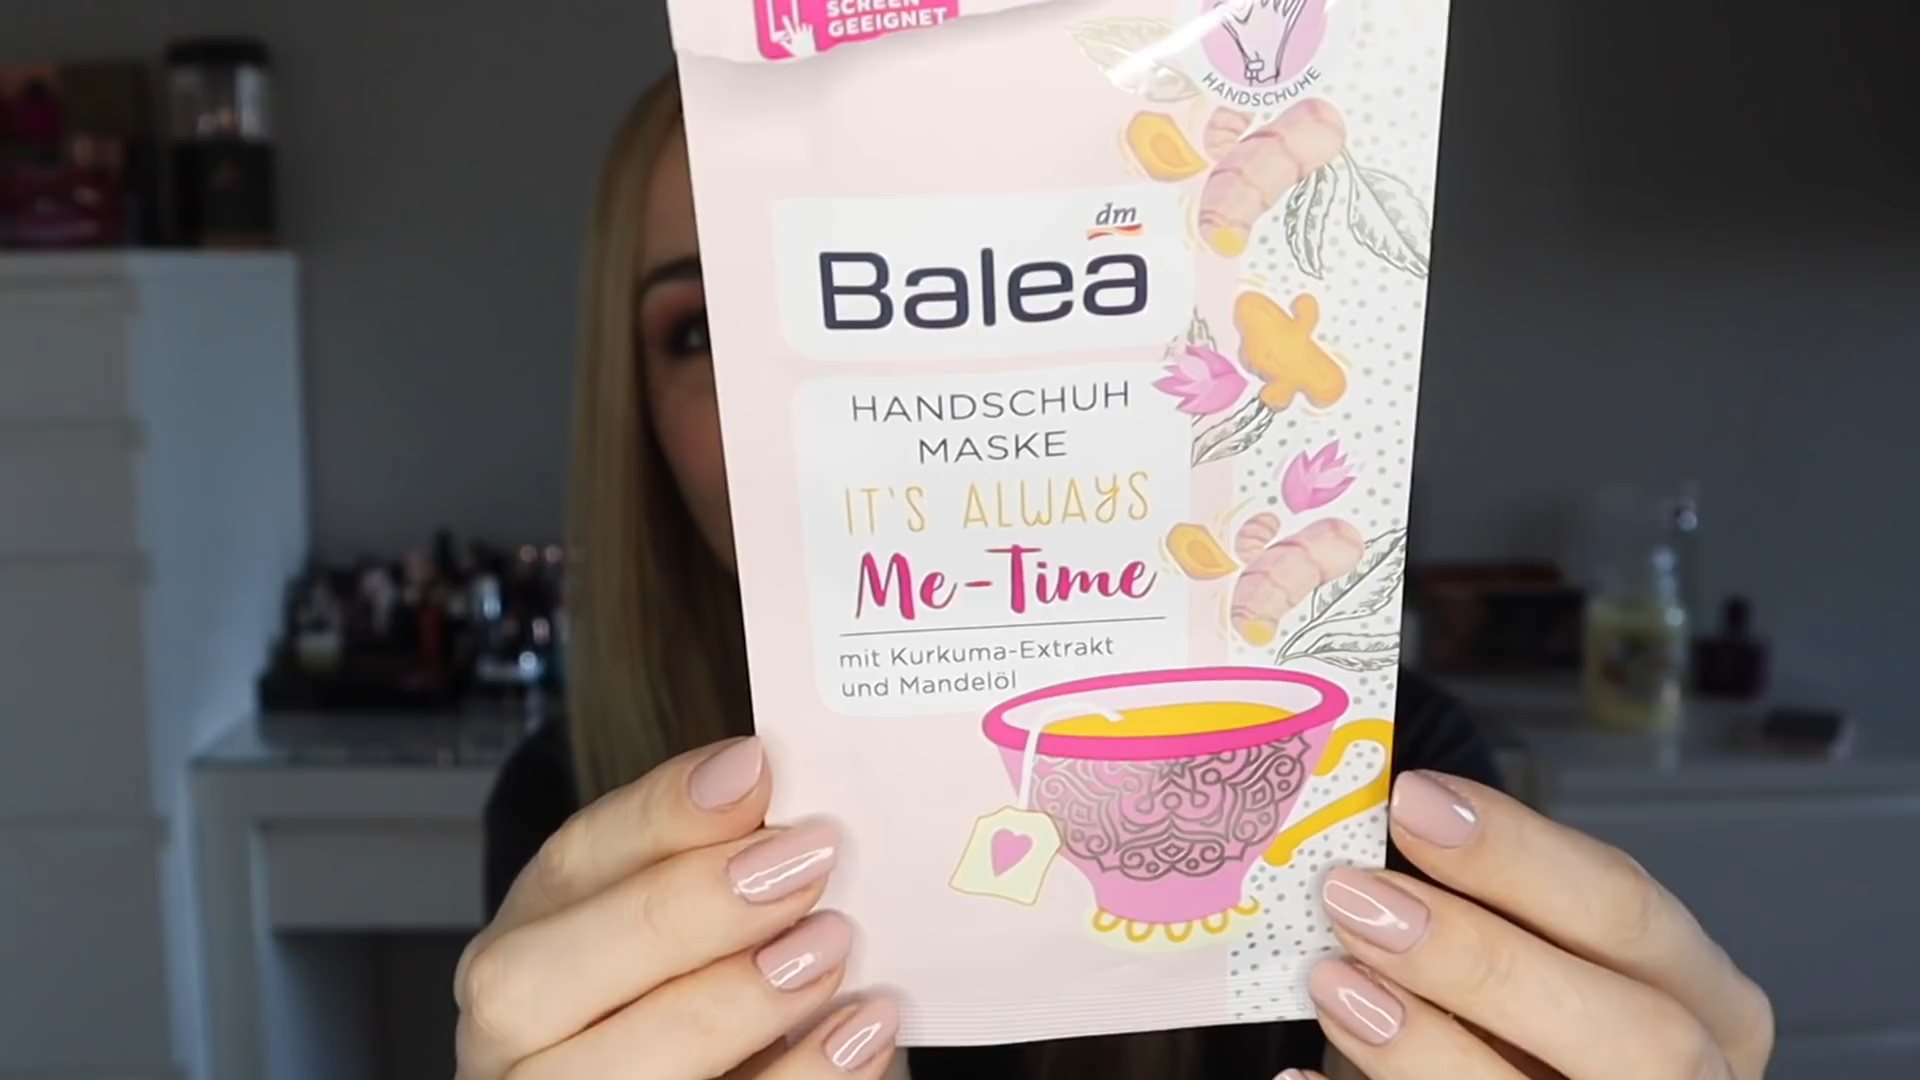 SCREEN
GEEIGNET
HANDSCHUHE
dm
Balea
HANDSCHUH
MASKE
IT'S ALWAYS
Me-Time
mit Kurkuma-Extrakt
und Mandelöl